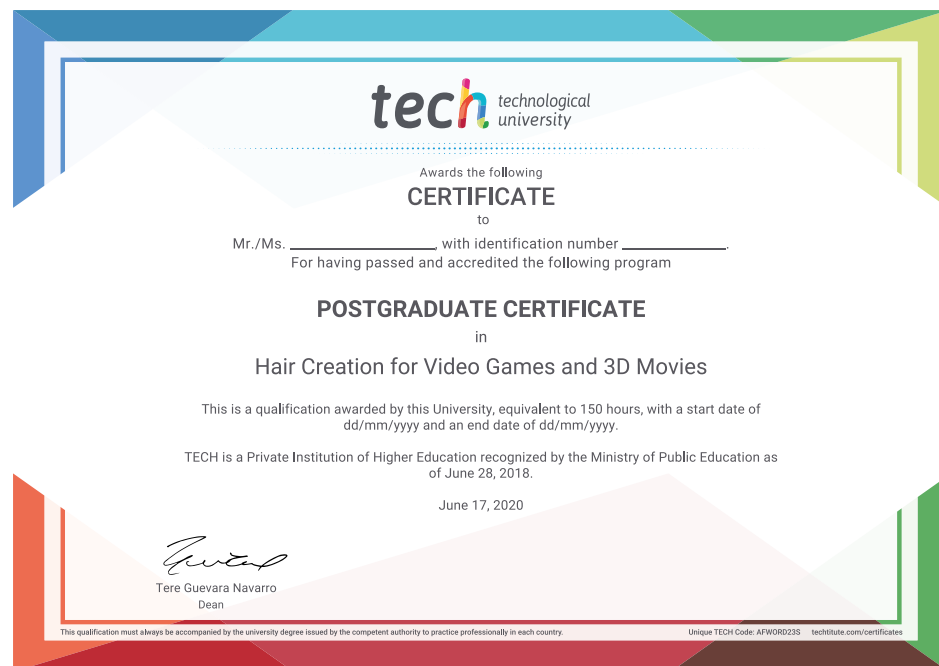 tech technological
university
Awards the following
CERTIFICATE
to
Mr./Ms. ____________________, with identification number ______________.
For having passed and accredited the following program
POSTGRADUATE CERTIFICATE
in
Hair Creation for Video Games and 3D Movies
This is a qualification awarded by this University, equivalent to 150 hours, with a start date of
dd/mm/yyyy and an end date of dd/mm/yyyy.
TECH is a Private Institution of Higher Education recognized by the Ministry of Public Education as
of June 28, 2018.
June 17, 2020
Tere Guevara Navarro
Dean
This qualification must always be accompanied by the university degree issued by the competent authority to practice professionally in each country.
Unique TECH Code: AFWORD23S techtitute.com/certificates